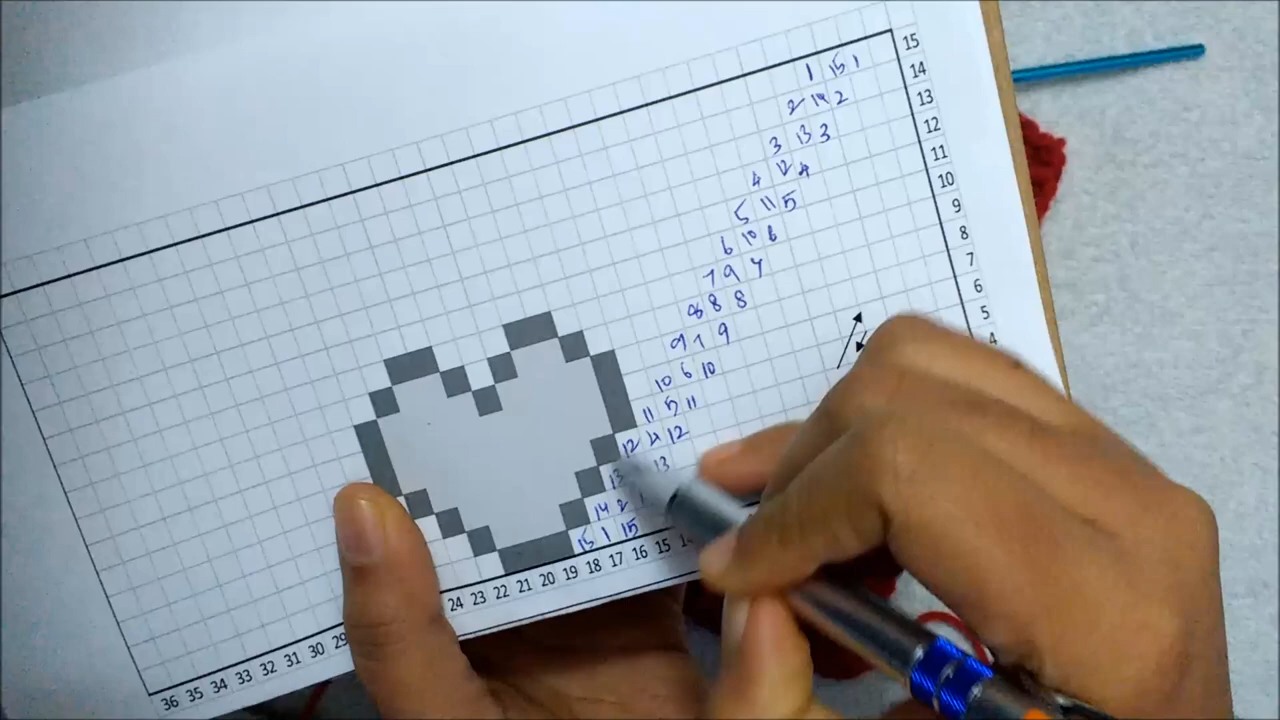 1 15 1
15
2 14 2
14
3 13 3
13
4 12 4
12
5 11 5
11
6 10 6
10
7 9 7
9
8 8 8
8
9 7 9
7
10 6 10
5
11 5 11
4
12 4 12
13 13
14 2
15 1 15
36 35 34 33 32 31 30 29 24 23 22 21 20 19 18 17 16 15